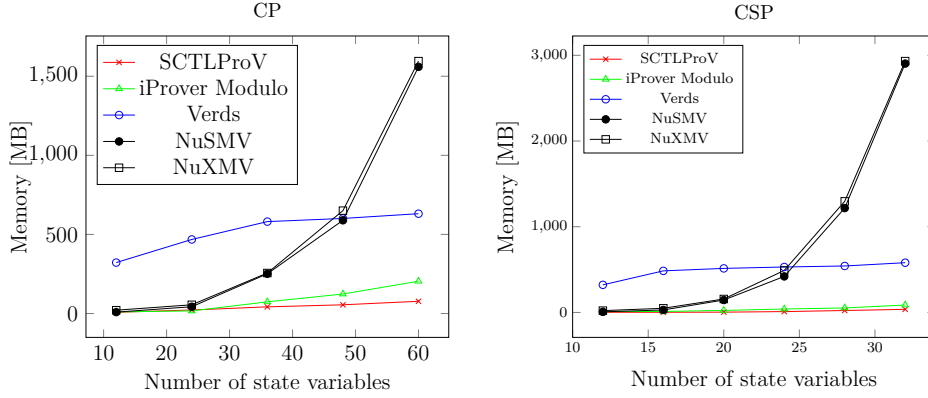 CP
SCTLProV
iProver Modulo
Verds
NuSMV
NuXMV
1,500
1,000
500
0
10 20 30 40 50 60
Memory [MB]
Number of state variables
CSP
SCTLProV
iProver Modulo
Verds
NuSMV
NuXMV
3,000
2,000
1,000
0
10 15 20 25 30
Memory [MB]
Number of state variables